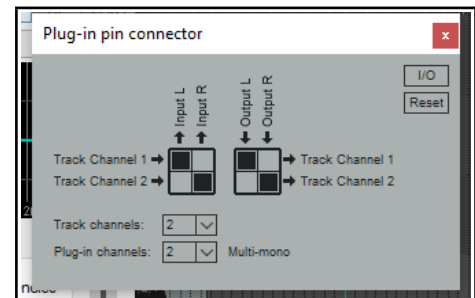 Plug-in pin connector
x
I/O
Reset
Input L
Input R
Output L
Output R
Track Channel 1
Track Channel 1
Track Channel 2
Track Channel 2
Track channels: 2
Plug-in channels: 2 Multi-mono